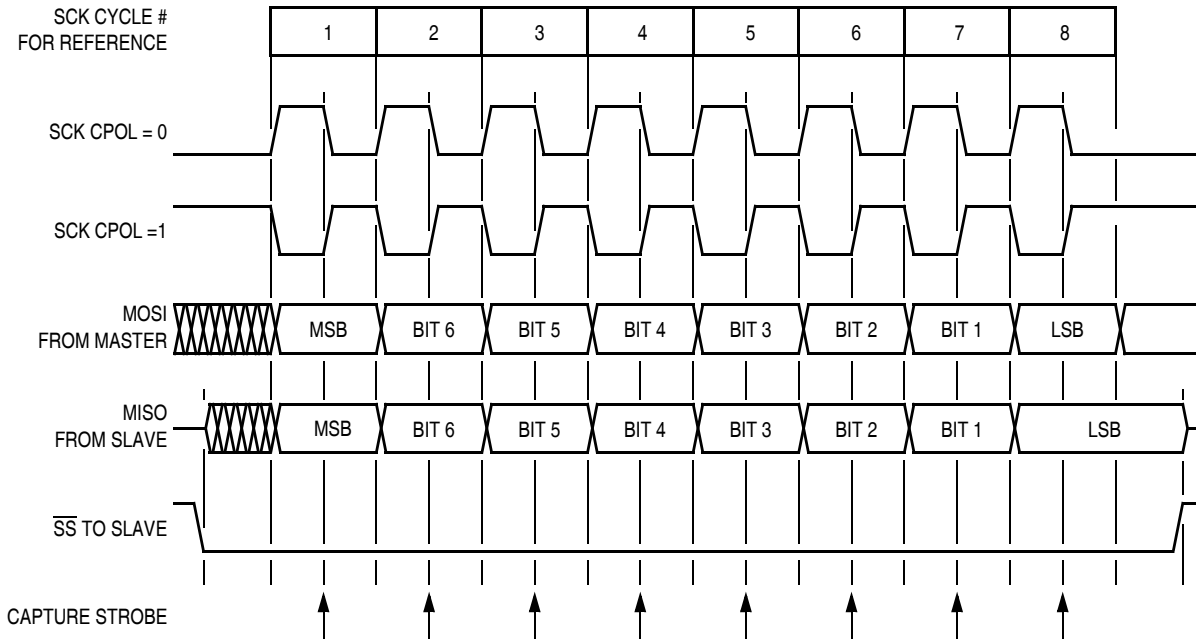 SCK CYCLE #
FOR REFERENCE
1 2 3 4 5 6 7 8
SCK CPOL = 0
SCK CPOL =1
MOSI
FROM MASTER
MSB BIT 6 BIT 5 BIT 4 BIT 3 BIT 2 BIT 1 LSB
MISO
FROM SLAVE
MSB BIT 6 BIT 5 BIT 4 BIT 3 BIT 2 BIT 1 LSB
S̅S̅ TO SLAVE
CAPTURE STROBE